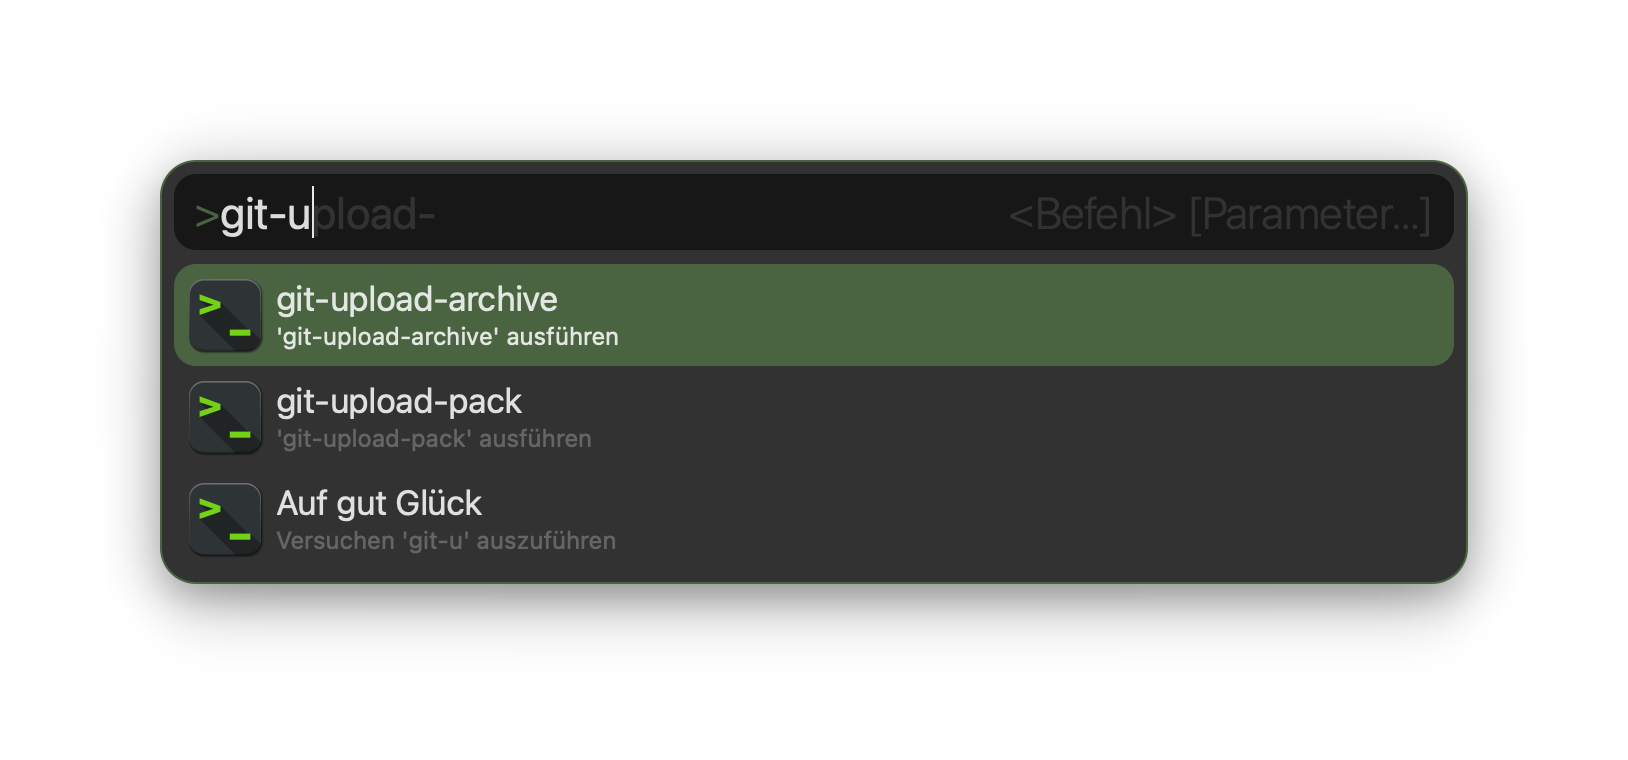 >git-upload- <Befehl> [Parameter...]
git-upload-archive
'git-upload-archive' ausführen
git-upload-pack
'git-upload-pack' ausführen
Auf gut Glück
Versuchen 'git-u' auszuführen